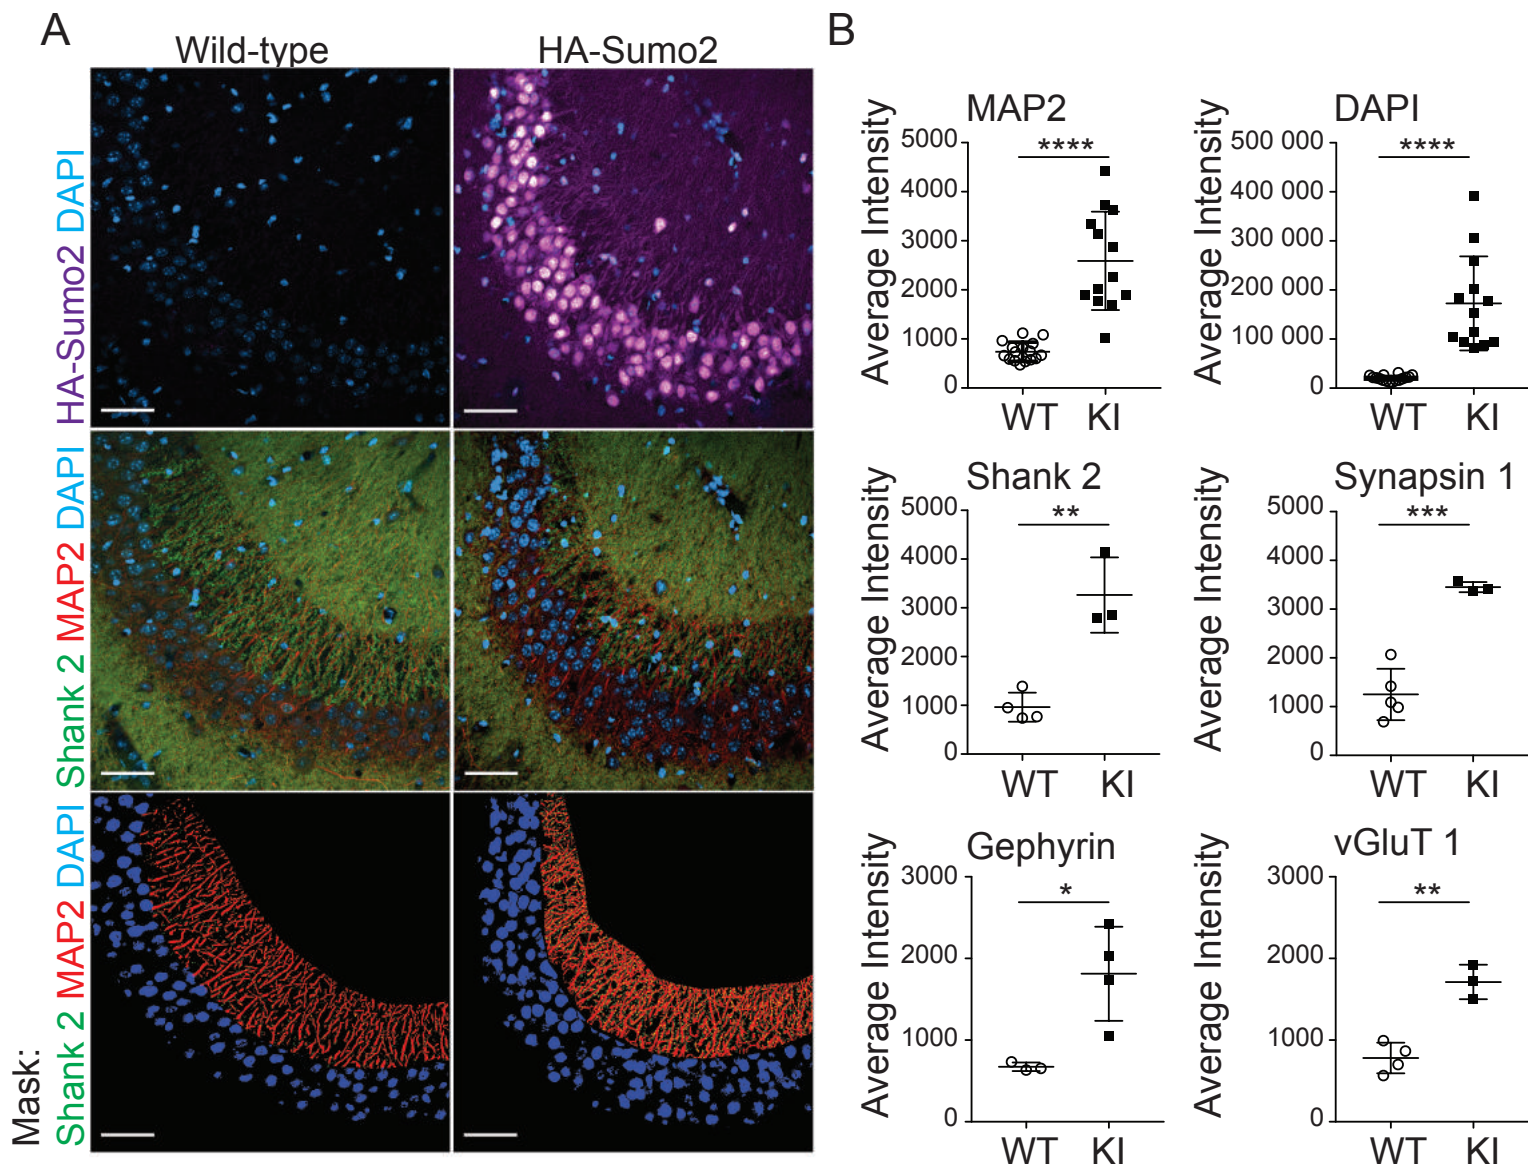 A
Wild-type
HA-Sumo2
HA-Sumo2 DAPI
Shank 2 MAP2 DAPI
Mask:
Shank 2 MAP2 DAPI
B
MAP2
Average Intensity
5000
4000
3000
2000
1000
0
****
WT
KI
DAPI
Average Intensity
500 000
400 000
300 000
200 000
100 000
0
****
WT
KI
Shank 2
Average Intensity
5000
4000
3000
2000
1000
0
**
WT
KI
Synapsin 1
Average Intensity
5000
4000
3000
2000
1000
0
***
WT
KI
Gephyrin
Average Intensity
3000
2000
1000
0
*
WT
KI
vGluT 1
Average Intensity
3000
2000
1000
0
**
WT
KI